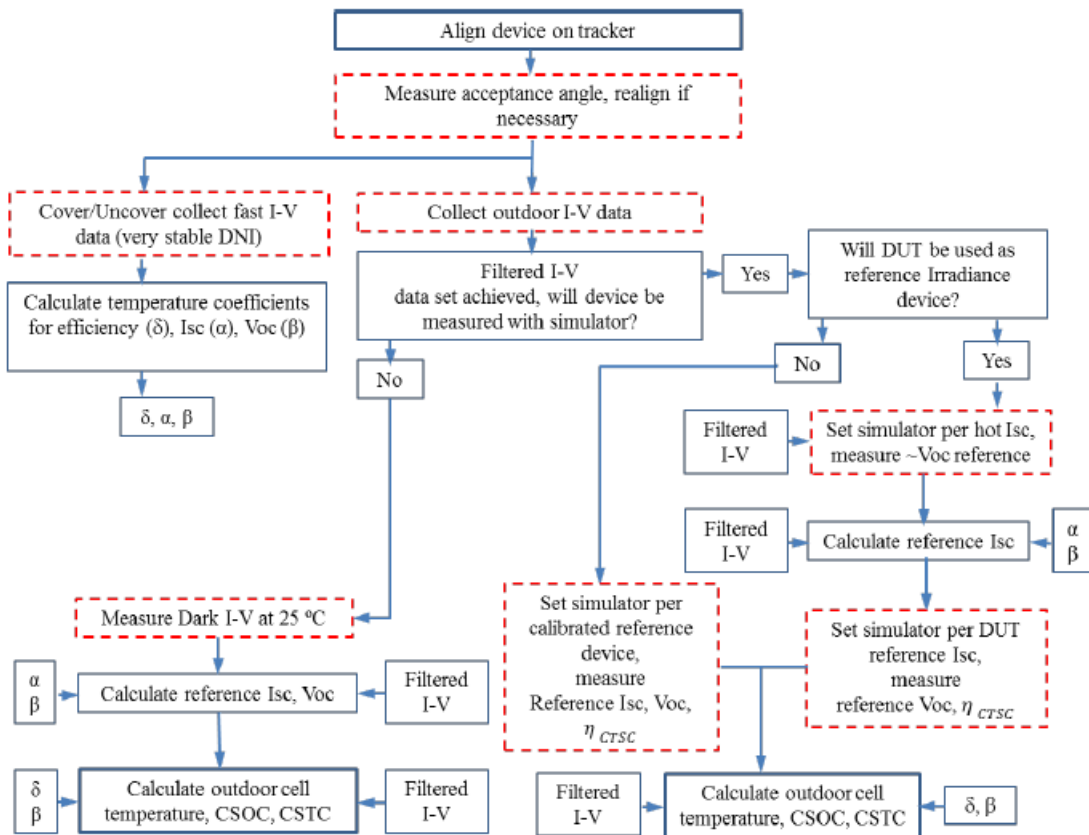 Align device on tracker
Measure acceptance angle, realign if
necessary
Cover/Uncover collect fast I-V
data (very stable DNI)
Collect outdoor I-V data
Calculate temperature coefficients
for efficiency (δ), Isc (α), Voc (β)
δ, α, β
Filtered I-V
data set achieved, will device be
measured with simulator?
Yes
Will DUT be used as
reference Irradiance
device?
No
No
Yes
Filtered
I-V
Set simulator per hot Isc,
measure ~Voc reference
Filtered
I-V
Calculate reference Isc
α
β
Measure Dark I-V at 25 ºC
Set simulator per
calibrated reference
device,
measure
Reference Isc, Voc,
η CTSC
Set simulator per DUT
reference Isc,
measure
reference Voc, η CTSC
α
β
Calculate reference Isc, Voc
Filtered
I-V
δ
β
Calculate outdoor cell
temperature, CSOC, CSTC
Filtered
I-V
Filtered
I-V
Calculate outdoor cell
temperature, CSOC, CSTC
δ, β